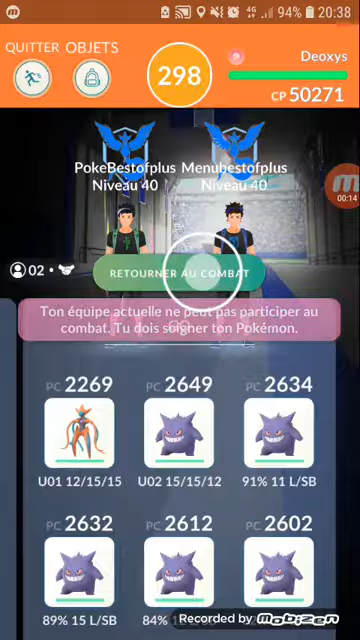 4G 94% 20:38
QUITTER OBJETS
298
Deoxys
CP 50271
00:14
PokeBestofplus Menubestofplus
Niveau 40 Niveau 40
02 •
RETOURNER AU COMBAT
Ton équipe actuelle ne peut pas participer au
combat. Tu dois soigner ton Pokémon.
PC 2269 PC 2649 PC 2634
U01 12/15/15 U02 15/15/12 91% 11 L/SB
PC 2632 PC 2612 PC 2602
89% 15 L/SB 84%
Recorded by Mobizen